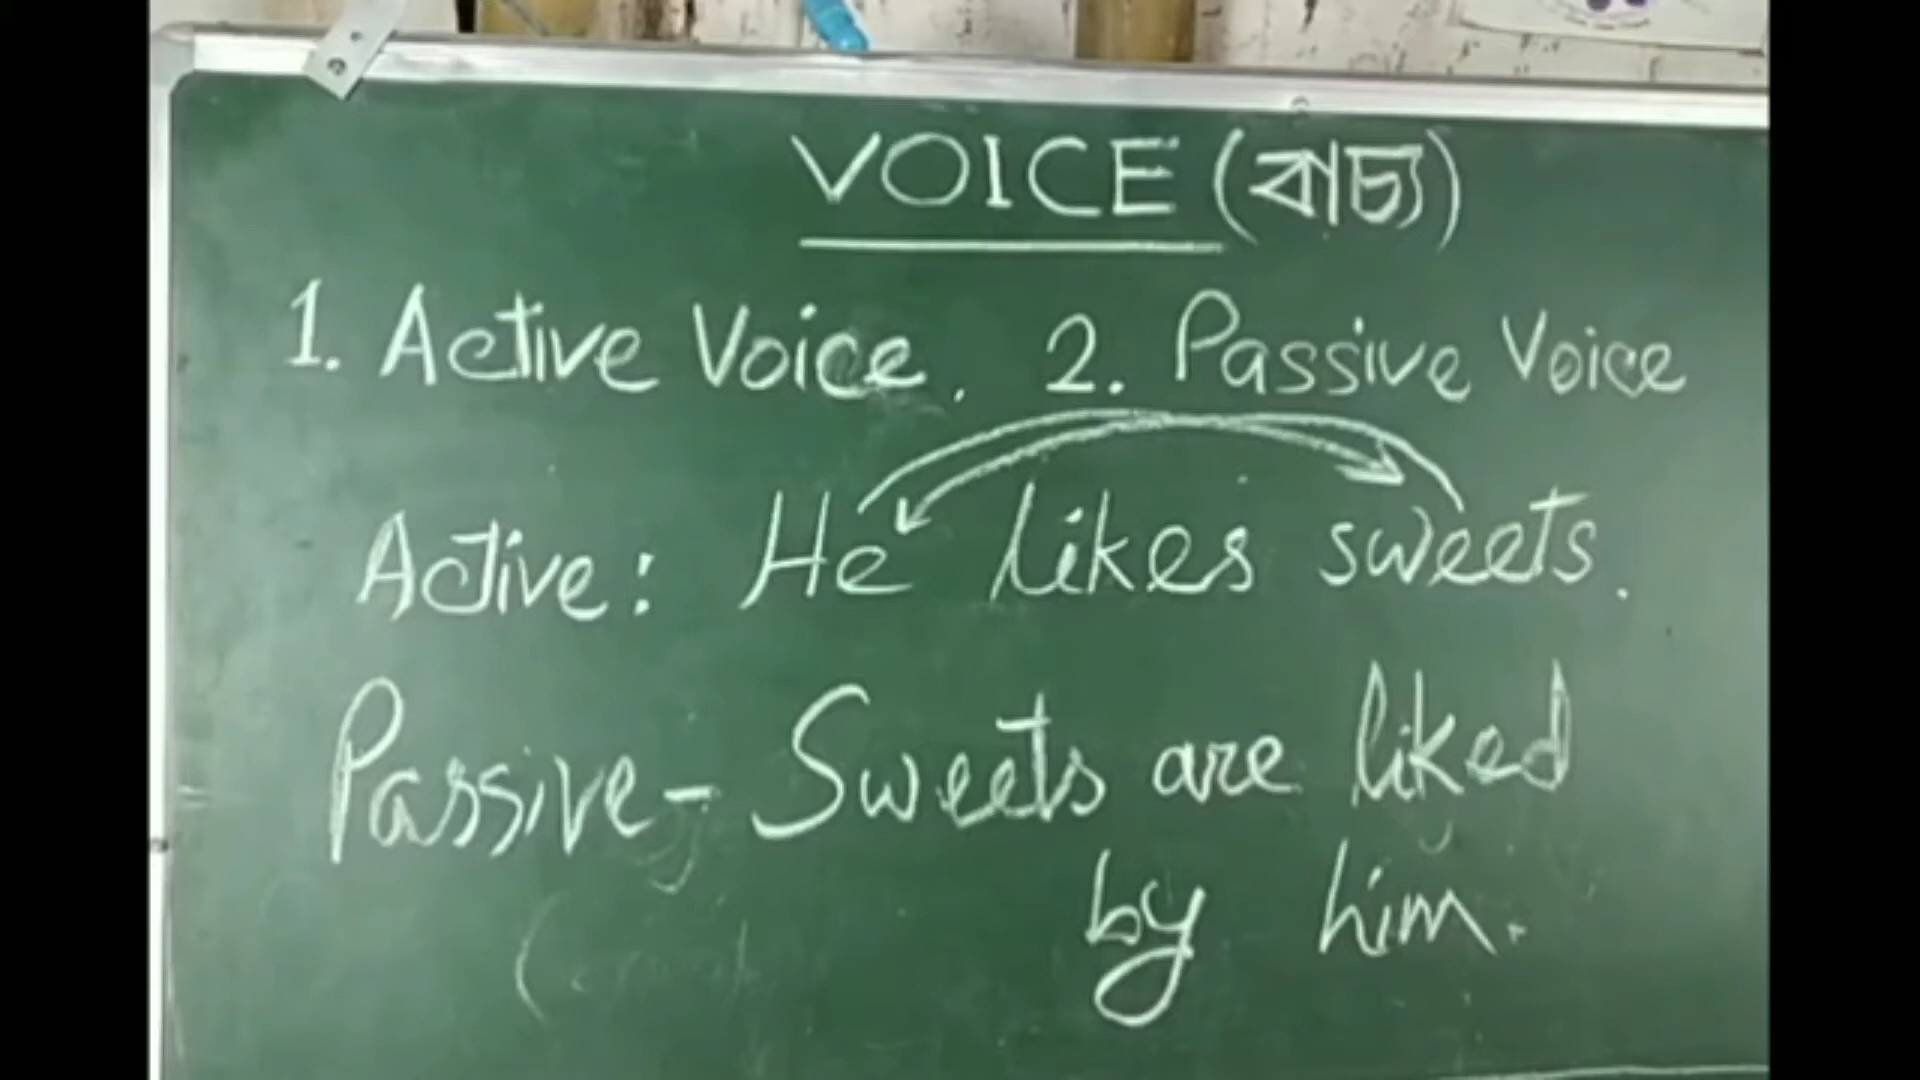 VOICE (বাচ্য)
1. Active Voice. 2. Passive Voice
Active: He likes sweets.
Passive- Sweets are liked
by him.